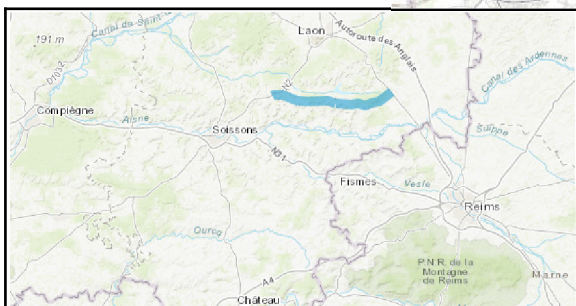 Canal de Saint-
191 m
Laon
Autoroute des Anglais
D1032
N2
Canal des Ardennes
Compiègne
Aisne
Soissons
Suippe
N31
Fismes
Vesle
Reims
Ourcq
P.N.R. de la
Montagne
de Reims
A4
Marne
Château